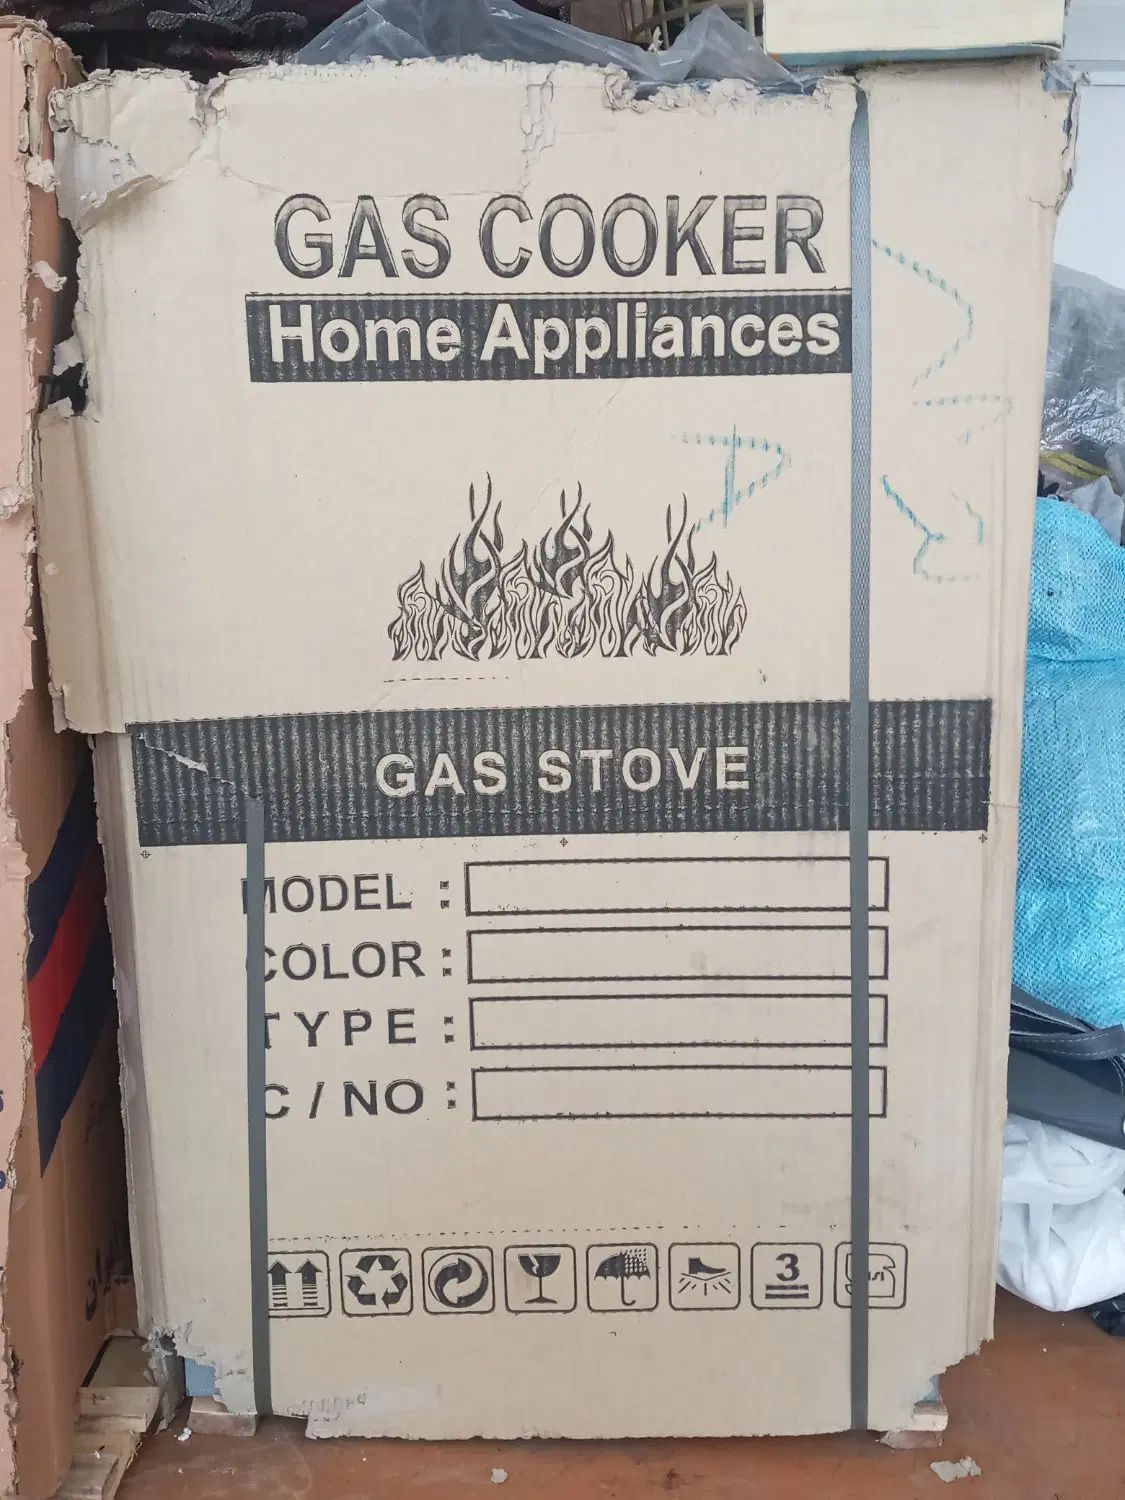 GAS COOKER
Home Appliances
GAS STOVE
MODEL :
COLOR :
TYPE :
C / NO :
3